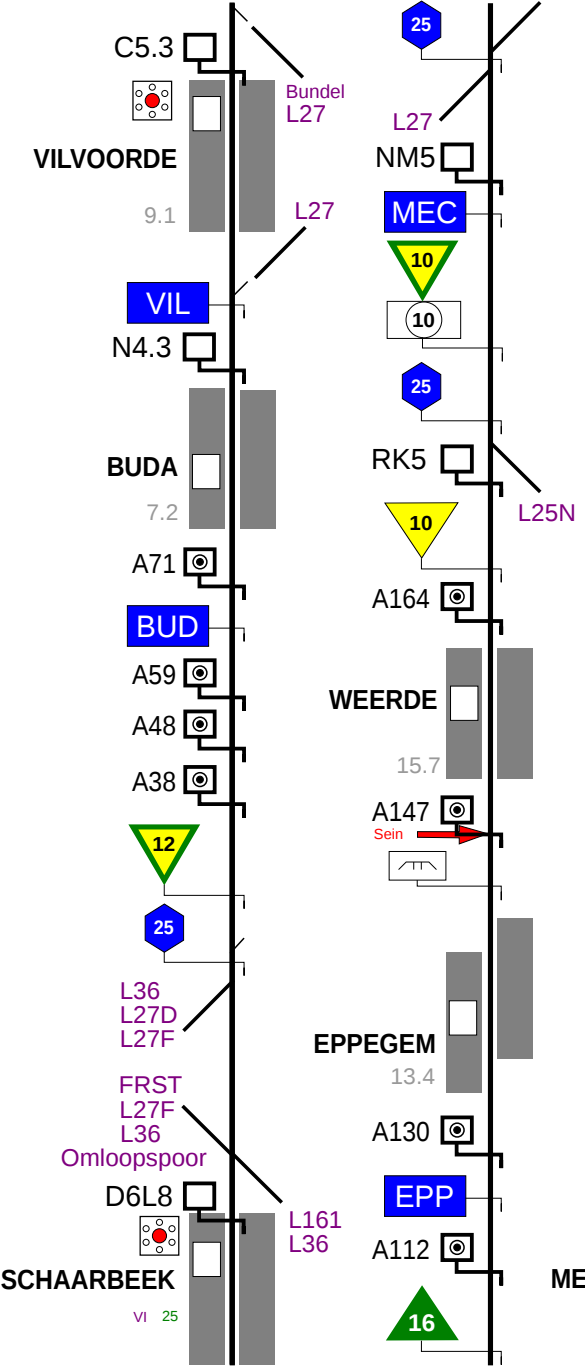 C5.3
Bundel
L27
VILVOORDE
9.1
L27
VIL
N4.3
BUDA
7.2
A71
BUD
A59
A48
A38
12
25
L36
L27D
L27F
FRST
L27F
L36
Omloopspoor
D6L8
L161
L36
SCHAARBEEK
VI 25
25
L27
NM5
MEC
10
10
25
RK5
L25N
10
A164
WEERDE
15.7
A147
Sein
EPPEGEM
13.4
A130
EPP
A112
ME
16